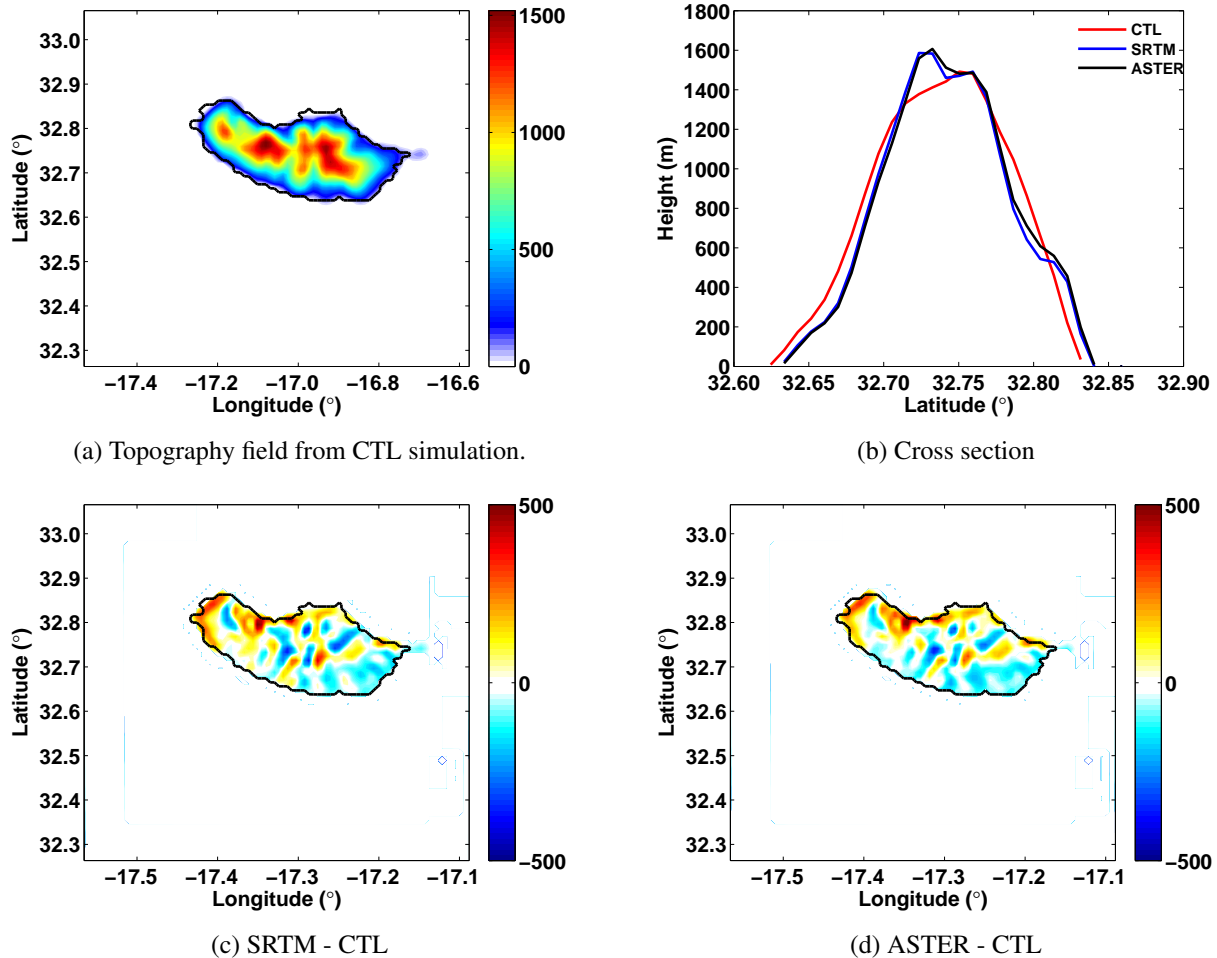 1500
1000
500
0
33.0
32.9
32.8
32.7
32.6
32.5
32.4
32.3
Latitude (°)
−17.4 −17.2 −17.0 −16.8 −16.6
Longitude (°)
(a) Topography field from CTL simulation.
1800
1600
1400
1200
1000
800
600
400
200
0
Height (m)
CTL
SRTM
ASTER
32.60 32.65 32.70 32.75 32.80 32.85 32.90
Latitude (°)
(b) Cross section
33.0
32.9
32.8
32.7
32.6
32.5
32.4
32.3
Latitude (°)
500
0
−500
−17.5 −17.4 −17.3 −17.2 −17.1
Longitude (°)
(c) SRTM - CTL
33.0
32.9
32.8
32.7
32.6
32.5
32.4
32.3
Latitude (°)
500
0
−500
−17.5 −17.4 −17.3 −17.2 −17.1
Longitude (°)
(d) ASTER - CTL